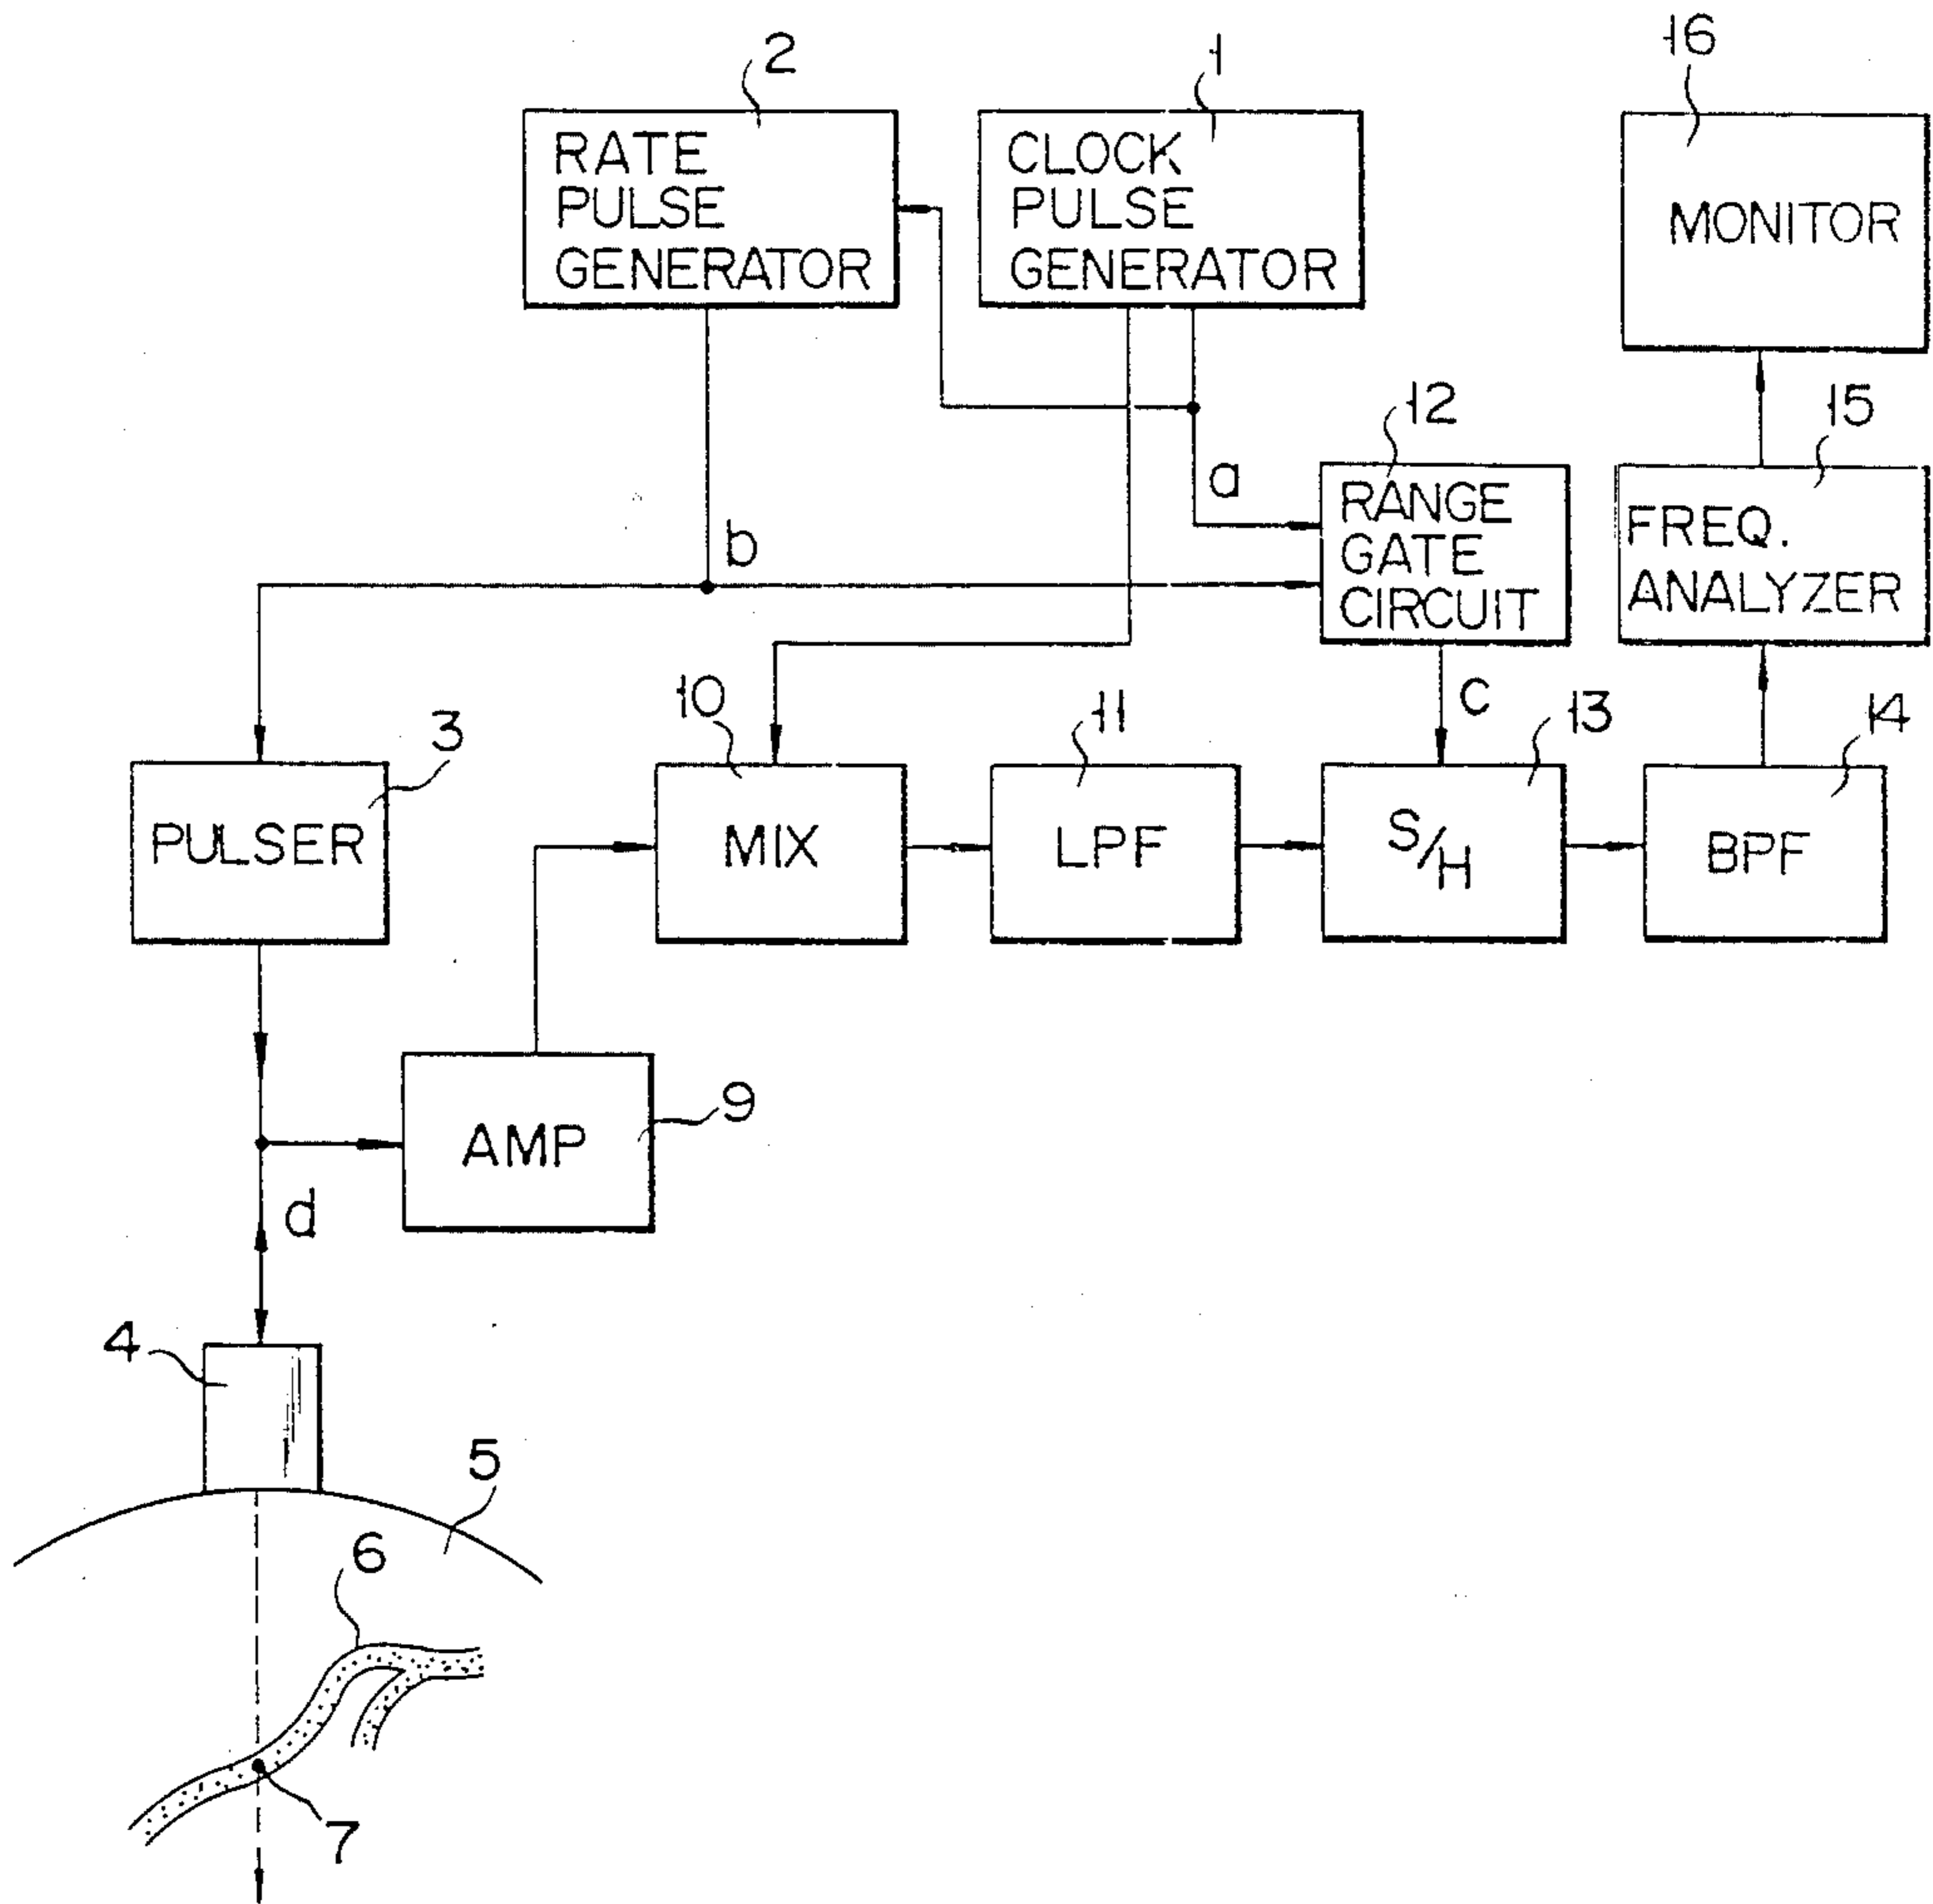 2
1
16
RATE
PULSE
GENERATOR
CLOCK
PULSE
GENERATOR
MONITOR
12
15
a
RANGE
GATE
CIRCUIT
FREQ.
ANALYZER
b
3
10
11
c
13
14
PULSER
MIX
LPF
S/H
BPF
9
AMP
d
4
5
6
7